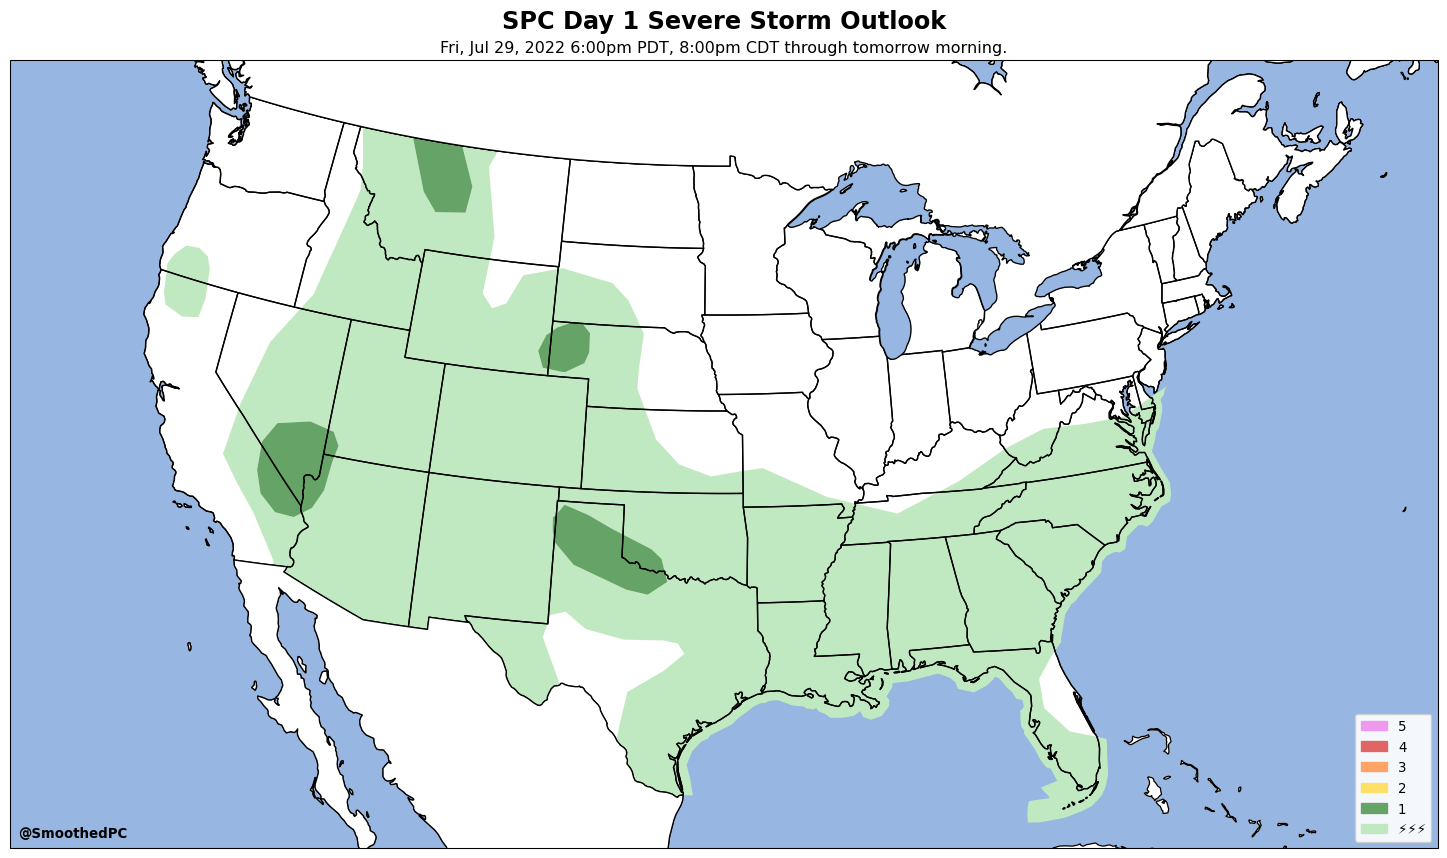 SPC Day 1 Severe Storm Outlook
Fri, Jul 29, 2022 6:00pm PDT, 8:00pm CDT through tomorrow morning.
5
4
3
2
1
⚡⚡⚡
@SmoothedPC